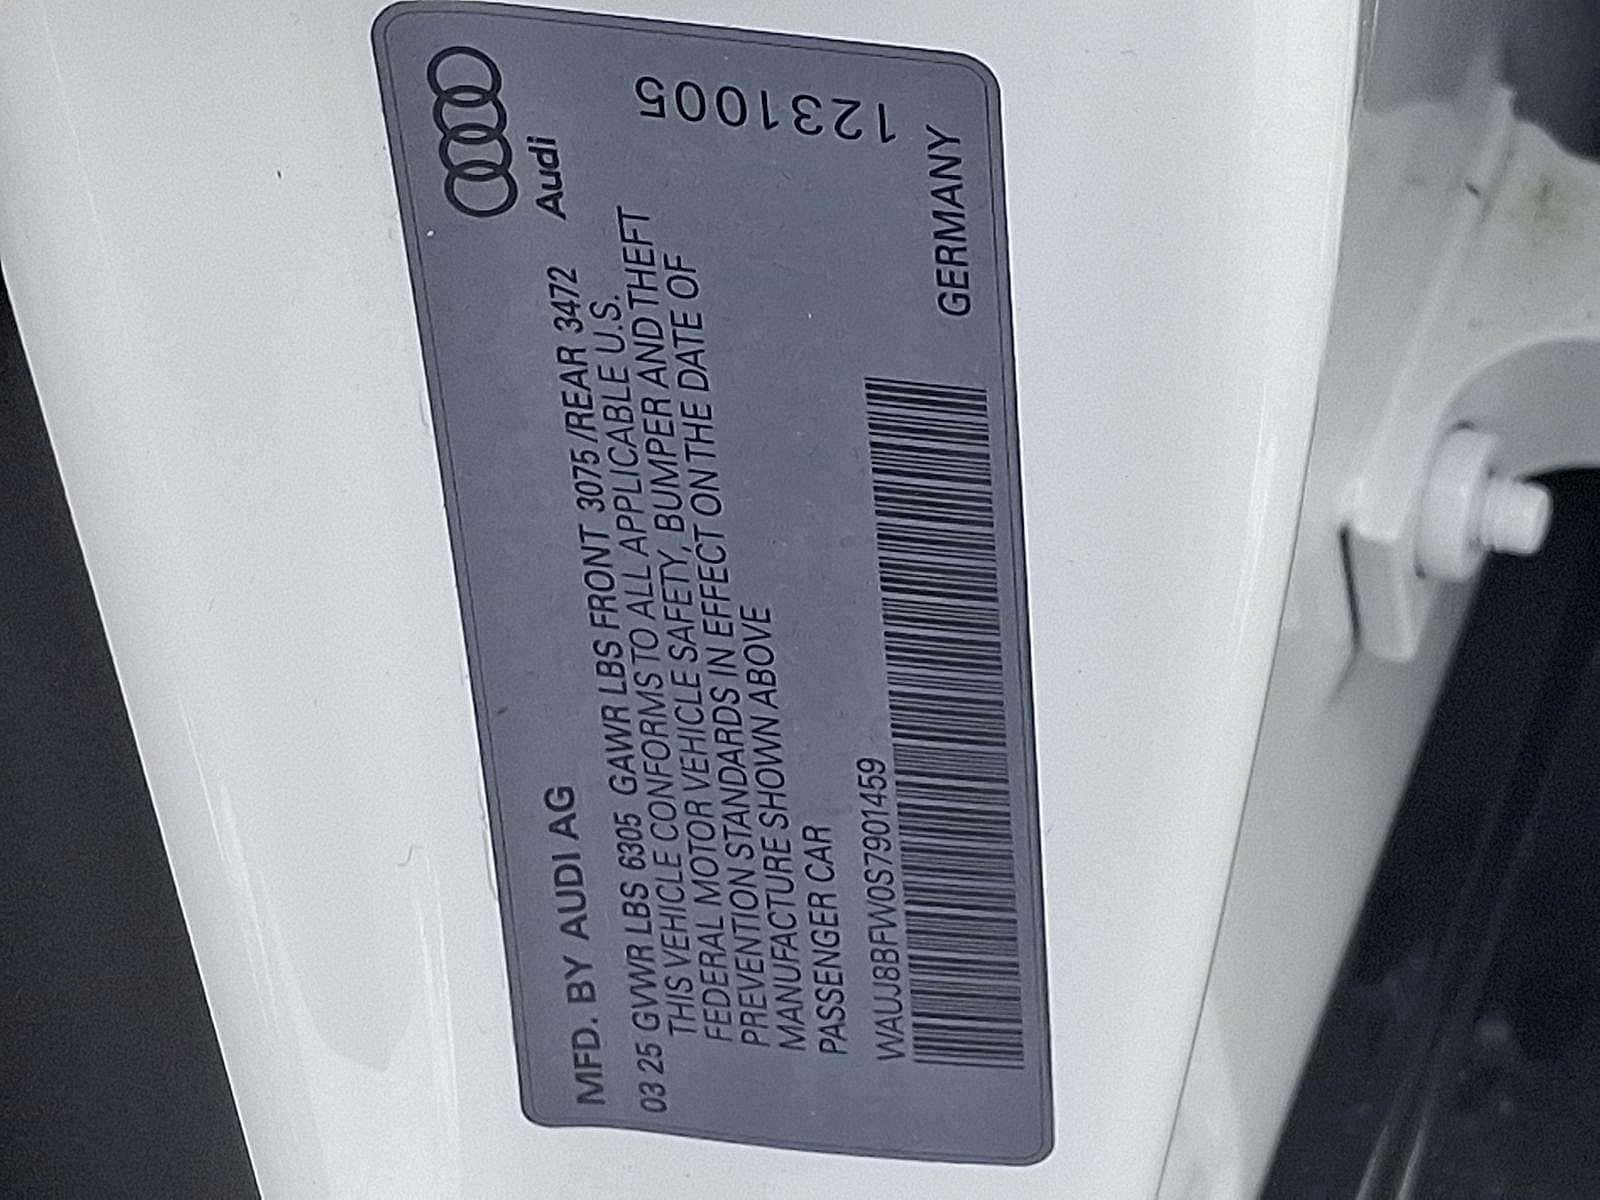 MFD. BY AUDI AG
Audi
03 25 GVWR LBS 6305 GAWR LBS FRONT 3075 /REAR 3472
THIS VEHICLE CONFORMS TO ALL APPLICABLE U.S.
FEDERAL MOTOR VEHICLE SAFETY, BUMPER AND THEFT
PREVENTION STANDARDS IN EFFECT ON THE DATE OF
MANUFACTURE SHOWN ABOVE
PASSENGER CAR
WAUJ8BFW0S7901459
GERMANY
1231005